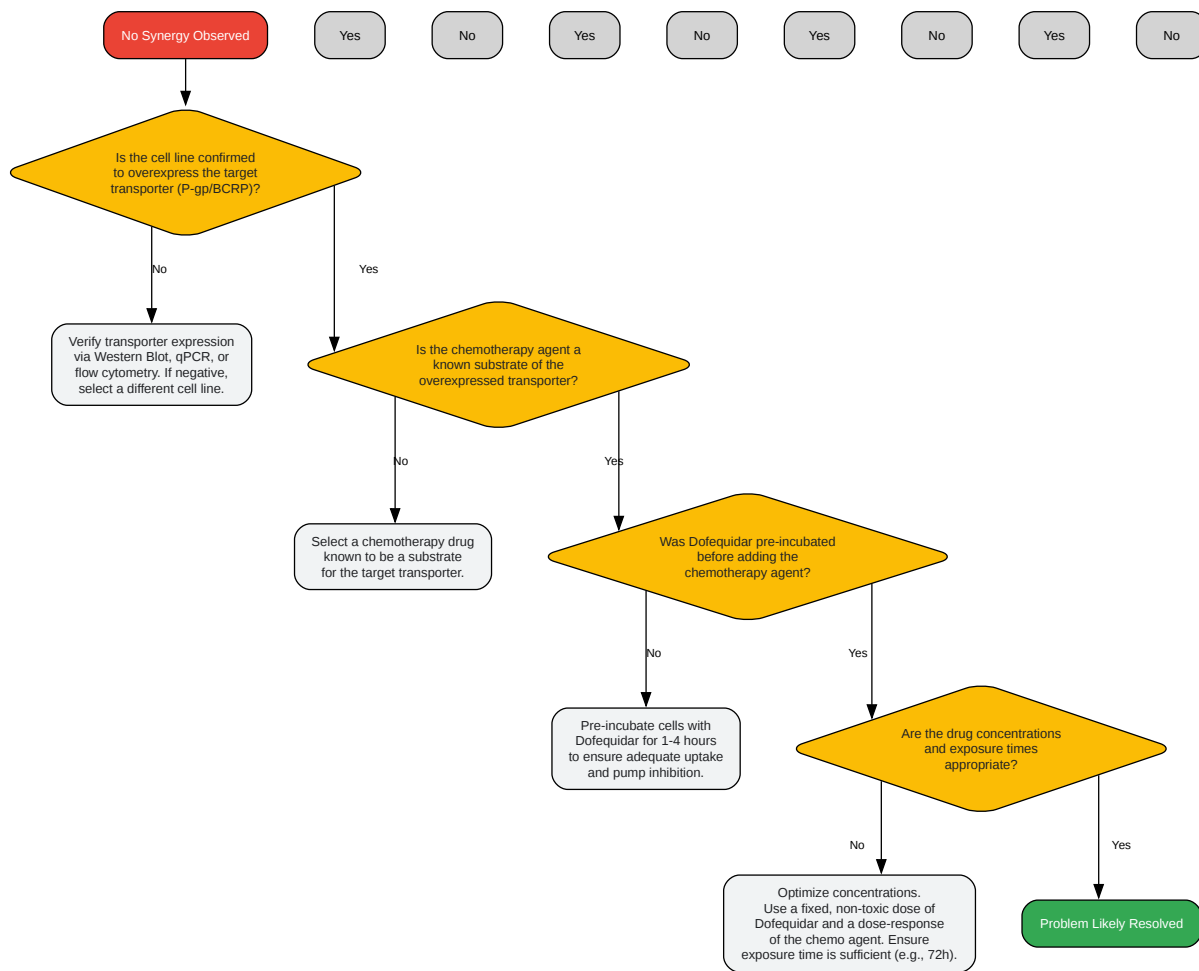 No Synergy Observed
Yes
No
Yes
No
Yes
No
Yes
No
Is the cell line confirmed
to overexpress the target
transporter (P-gp/BCRP)?
No
Yes
Verify transporter expression
via Western Blot, qPCR, or
flow cytometry. If negative,
select a different cell line.
Is the chemotherapy agent a
known substrate of the
overexpressed transporter?
No
Yes
Select a chemotherapy drug
known to be a substrate
for the target transporter.
Was Dofequidar pre-incubated
before adding the
chemotherapy agent?
No
Yes
Pre-incubate cells with
Dofequidar for 1-4 hours
to ensure adequate uptake
and pump inhibition.
Are the drug concentrations
and exposure times
appropriate?
No
Yes
Optimize concentrations.
Use a fixed, non-toxic dose of
Dofequidar and a dose-response
of the chemo agent. Ensure
exposure time is sufficient (e.g., 72h).
Problem Likely Resolved